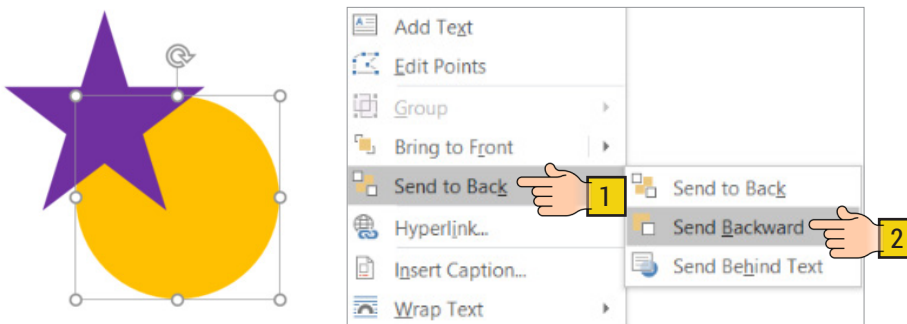 Add Text
Edit Points
Group
Bring to Front
Send to Back
1
Hyperlink...
Insert Caption...
Wrap Text
Send to Back
Send Backward
2
Send Behind Text